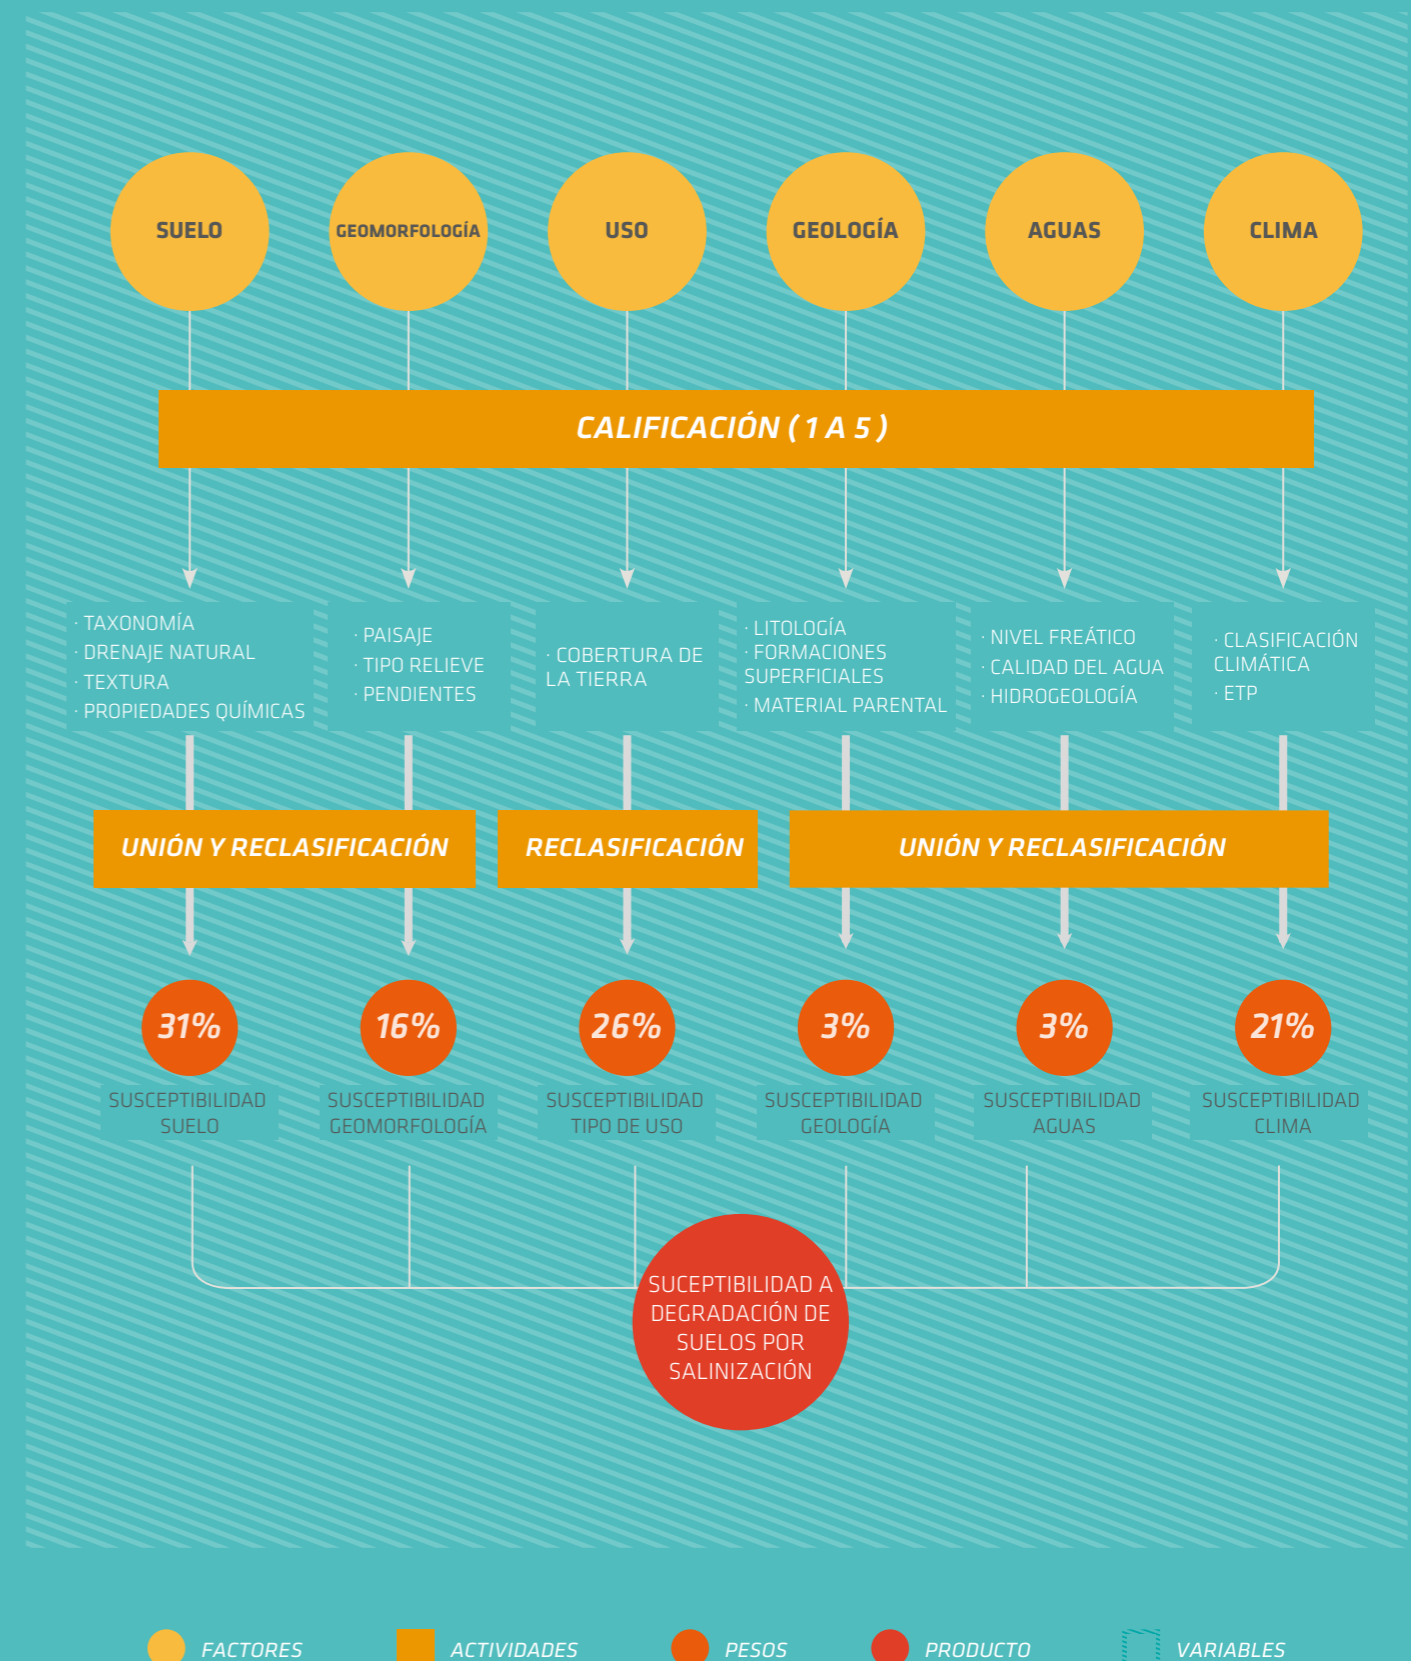 SUELO
GEOMORFOLOGÍA
USO
GEOLOGÍA
AGUAS
CLIMA
CALIFICACIÓN ( 1 A 5 )
· TAXONOMÍA
· DRENAJE NATURAL
· TEXTURA
· PROPIEDADES QUÍMICAS
· PAISAJE
· TIPO RELIEVE
· PENDIENTES
· COBERTURA DE
LA TIERRA
· LITOLOGÍA
· FORMACIONES
SUPERFICIALES
· MATERIAL PARENTAL
· NIVEL FREÁTICO
· CALIDAD DEL AGUA
· HIDROGEOLOGÍA
· CLASIFICACIÓN
CLIMÁTICA
· ETP
UNIÓN Y RECLASIFICACIÓN
RECLASIFICACIÓN
UNIÓN Y RECLASIFICACIÓN
31%
16%
26%
3%
3%
21%
SUSCEPTIBILIDAD
SUELO
SUSCEPTIBILIDAD
GEOMORFOLOGÍA
SUSCEPTIBILIDAD
TIPO DE USO
SUSCEPTIBILIDAD
GEOLOGÍA
SUSCEPTIBILIDAD
AGUAS
SUSCEPTIBILIDAD
CLIMA
SUCEPTIBILIDAD A
DEGRADACIÓN DE
SUELOS POR
SALINIZACIÓN
FACTORES
ACTIVIDADES
PESOS
PRODUCTO
VARIABLES